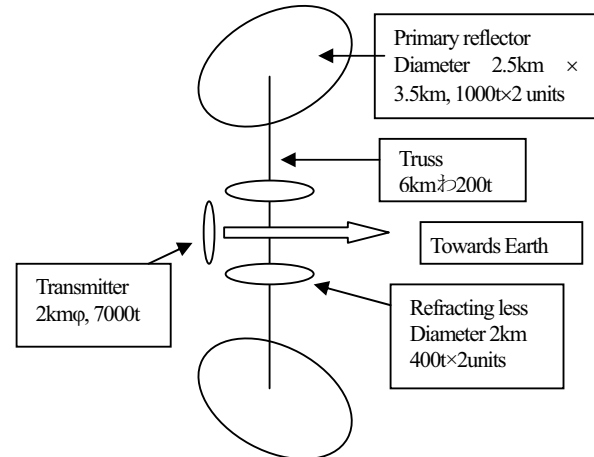 Primary reflector
Diameter 2.5km ×
3.5km, 1000t×2 units
Truss
6kmわ200t
Towards Earth
Transmitter
2kmφ, 7000t
Refracting less
Diameter 2km
400t×2units